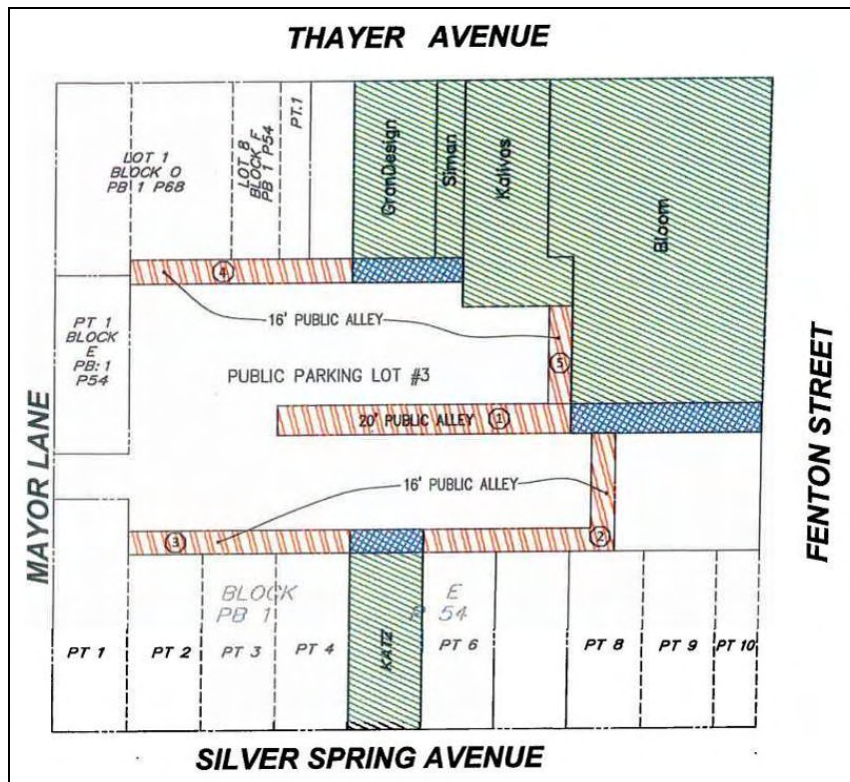 THAYER AVENUE
LOT 1
BLOCK O
PB 1 P68
LOT 8
BLOCK F
PB 1 P54
PT.1
GranDesign
Siman
Kalivas
Bloom
4
16' PUBLIC ALLEY
PT 1
BLOCK
E
PB:1
P54
PUBLIC PARKING LOT #3
5
20' PUBLIC ALLEY
1
MAYOR LANE
FENTON STREET
16' PUBLIC ALLEY
3
2
BLOCK E
PB 1 P 54
KATZ
PT 1
PT 2
PT 3
PT 4
PT 6
PT 8
PT 9
PT 10
SILVER SPRING AVENUE